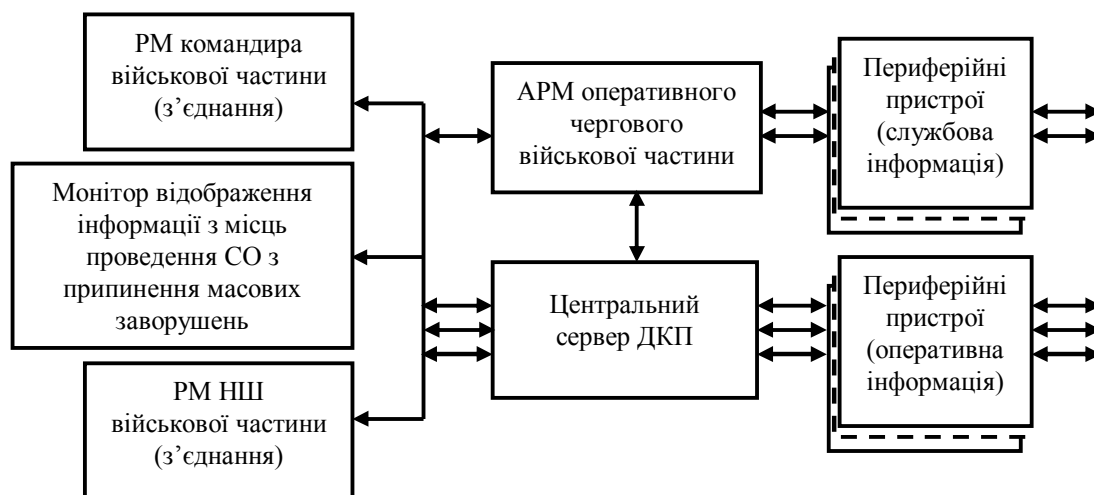 РМ командира
військової частини
(з’єднання)
Монітор відображення
інформації з місць
проведення СО з
припинення масових
заворушень
РМ НШ
військової частини
(з’єднання)
АРМ оперативного
чергового
військової частини
Центральний
сервер ДКП
Периферійні
пристрої
(службова
інформація)
Периферійні
пристрої
(оперативна
інформація)